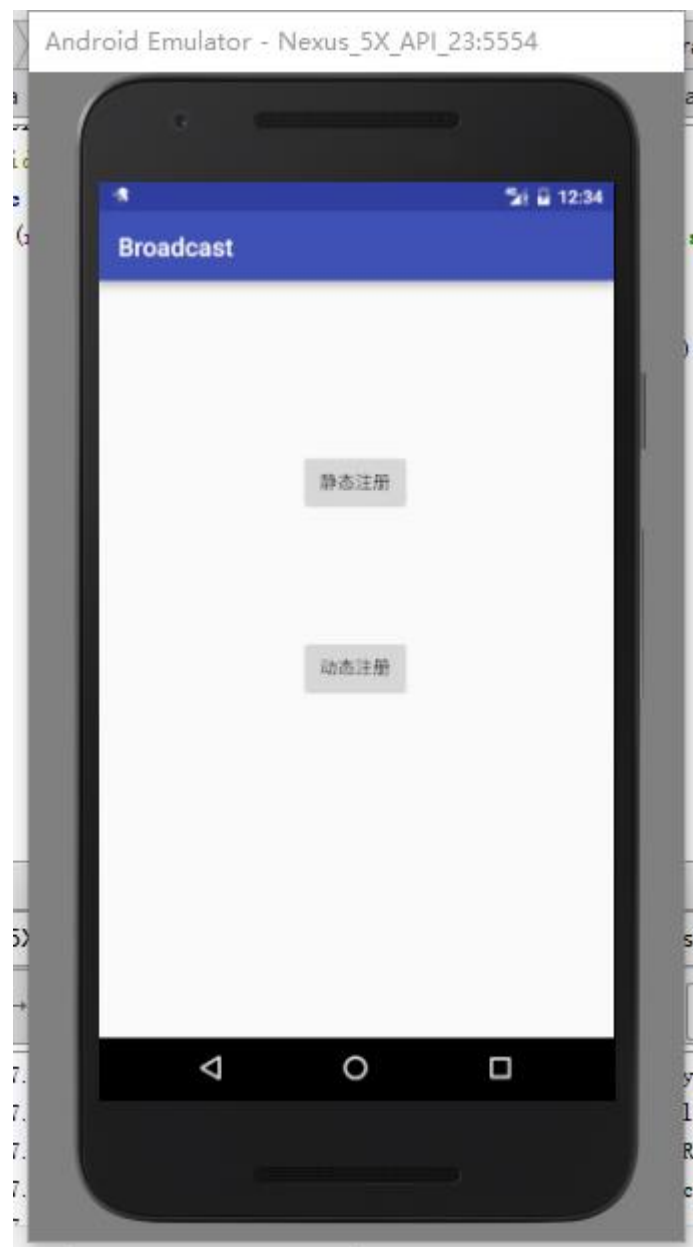 Android Emulator - Nexus_5X_API_23:5554
12:34
Broadcast
静态注册
动态注册